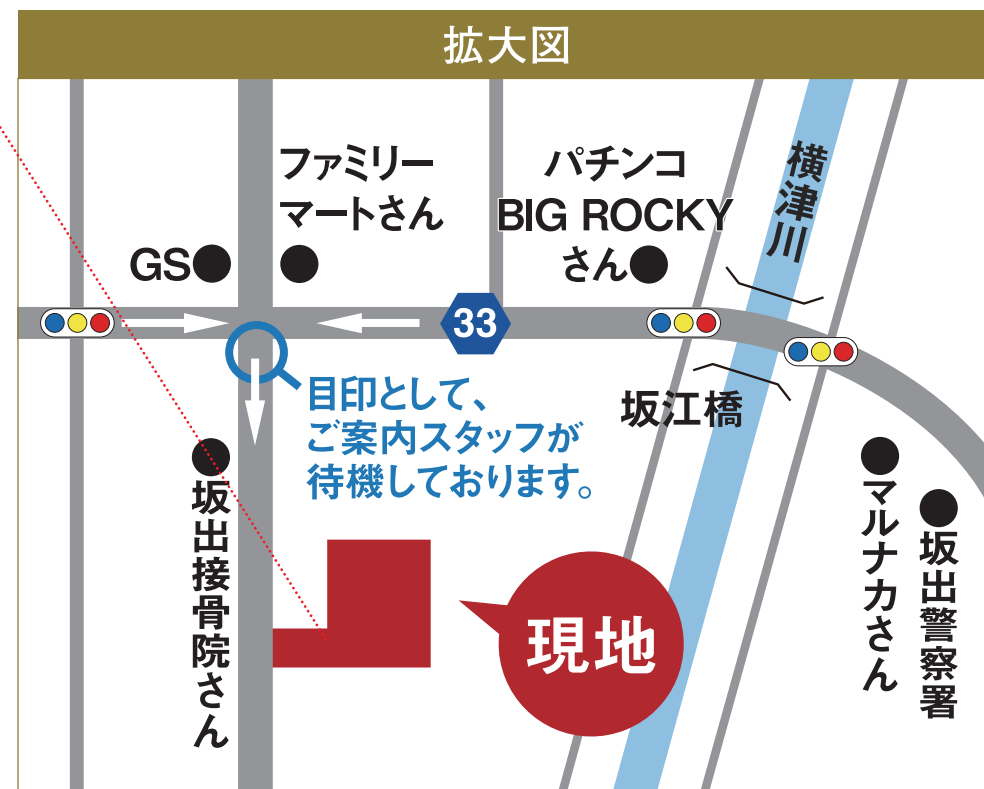 拡大図
ファミリー
マートさん
パチンコ
BIG ROCKY
さん
横津川
GS
33
坂江橋
目印として、
ご案内スタッフが
待機しております。
坂出接骨院さん
現地
マルナカさん
坂出警察署